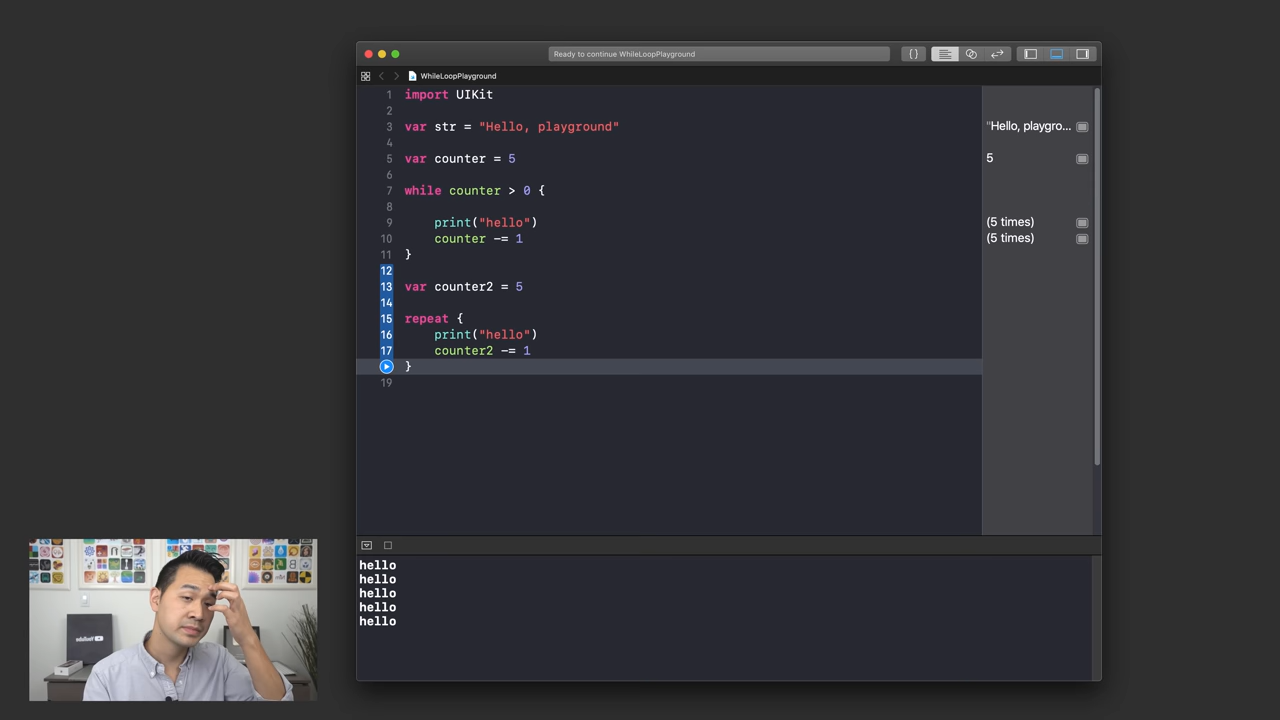 Ready to continue WhileLoopPlayground
{}
WhileLoopPlayground
1 import UIKit
2
3 var str = "Hello, playground" "Hello, playgro...
4
5 var counter = 5 5
6
7 while counter > 0 {
8
9 print("hello") (5 times)
10 counter -= 1 (5 times)
11 }
12
13 var counter2 = 5
14
15 repeat {
16 print("hello")
17 counter2 -= 1
}
19
hello
hello
hello
hello
hello
YouTube